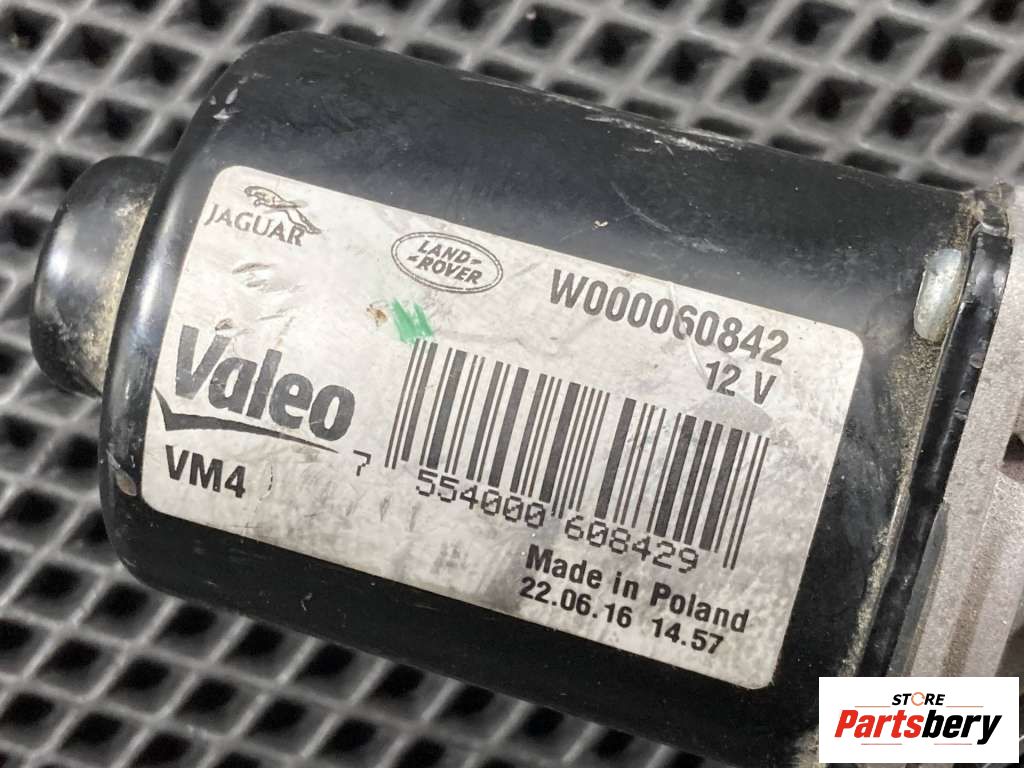 JAGUAR
LAND-
-ROVER
W000060842
12 V
Valeo
VM4
7 554000 608429
Made in Poland
22.06.16 14.57
STORE
Partsbery